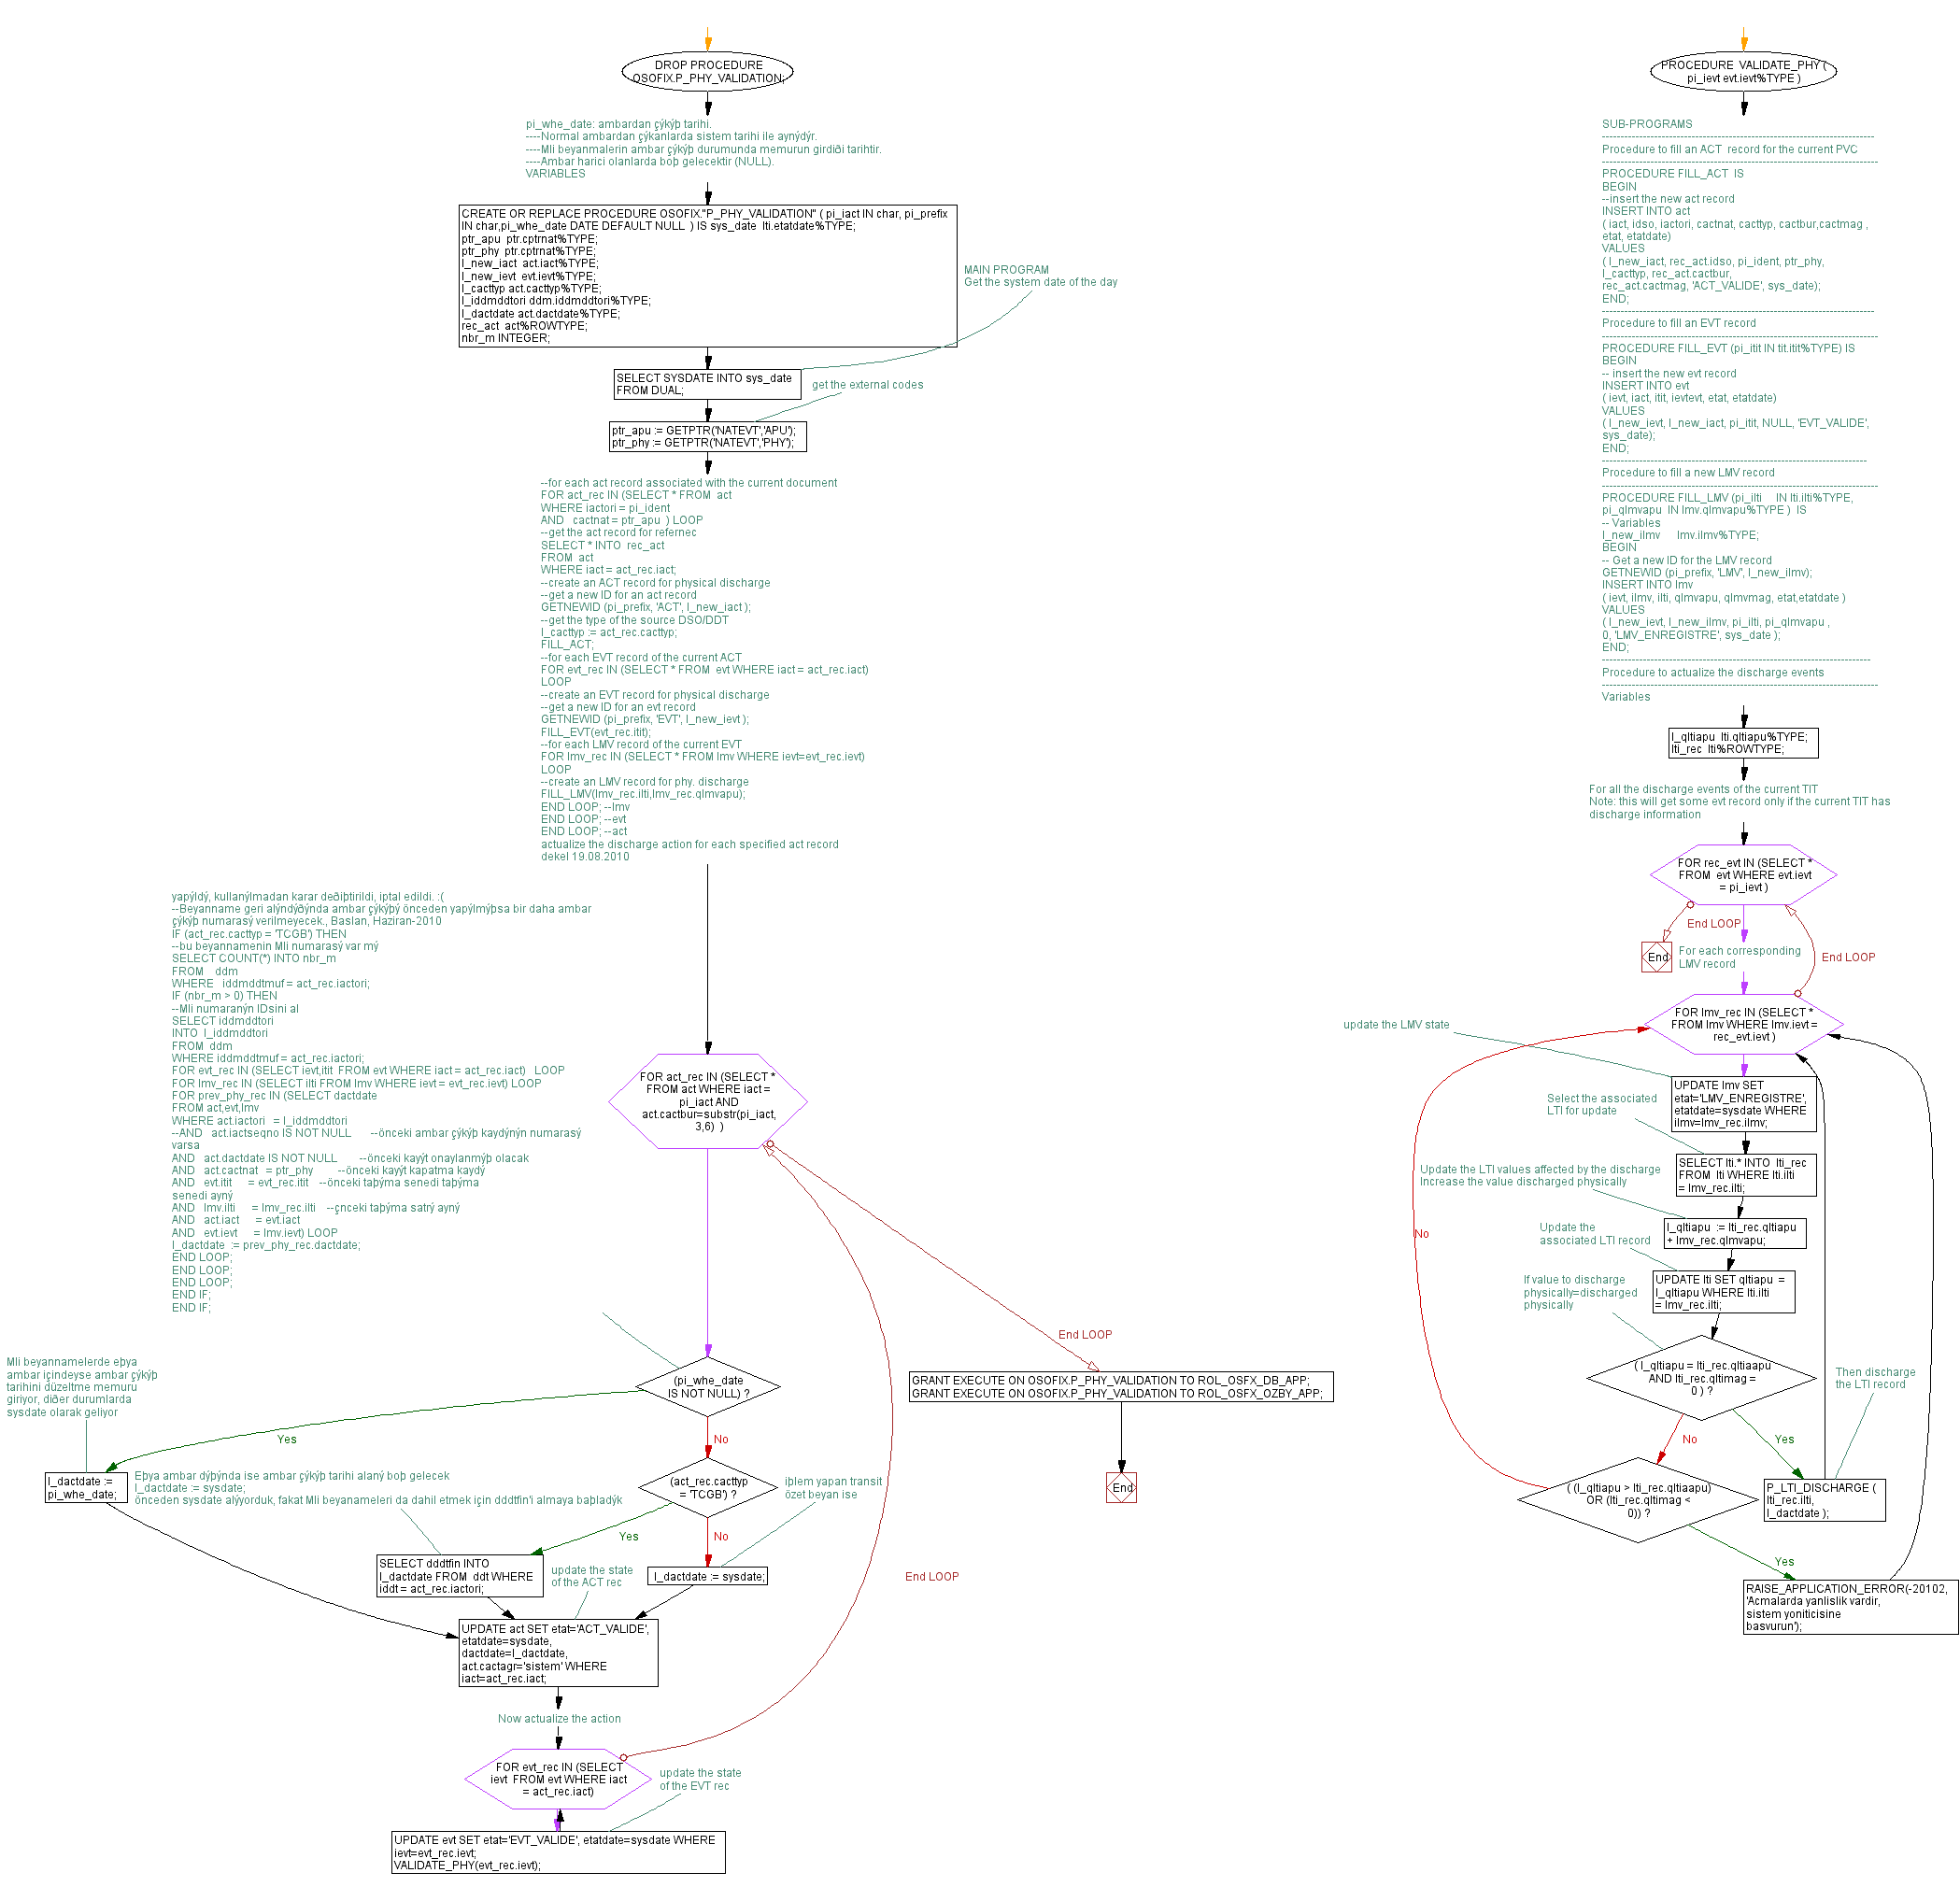 DROP PROCEDURE
OSOFIX.P_PHY_VALIDATION;
pi_whe_date: ambardan çýkýþ tarihi.
----Normal ambardan çýkanlarda sistem tarihi ile aynýdýr.
----Mli beyanmalerin ambar çýkýþ durumunda memurun girdiði tarihtir.
----Ambar harici olanlarda boþ gelecektir (NULL).
VARIABLES
CREATE OR REPLACE PROCEDURE OSOFIX."P_PHY_VALIDATION" ( pi_iact IN char, pi_prefix
IN char,pi_whe_date DATE DEFAULT NULL  ) IS sys_date  lti.etatdate%TYPE;
ptr_apu  ptr.cptrnat%TYPE;
ptr_phy  ptr.cptrnat%TYPE;
l_new_iact  act.iact%TYPE;
l_new_ievt  evt.ievt%TYPE;
l_cacttyp act.cacttyp%TYPE;
l_iddmddtori ddm.iddmddtori%TYPE;
l_dactdate act.dactdate%TYPE;
rec_act  act%ROWTYPE;
nbr_m INTEGER;
MAIN PROGRAM
Get the system date of the day
SELECT SYSDATE INTO sys_date
FROM DUAL;
get the external codes
ptr_apu := GETPTR('NATEVT','APU');
ptr_phy := GETPTR('NATEVT','PHY');
--for each act record associated with the current document
FOR act_rec IN (SELECT * FROM  act
WHERE iactori = pi_ident
AND   cactnat = ptr_apu  ) LOOP
--get the act record for refernec
SELECT * INTO  rec_act
FROM  act
WHERE iact = act_rec.iact;
--create an ACT record for physical discharge
--get a new ID for an act record
GETNEWID (pi_prefix, 'ACT', l_new_iact );
--get the type of the source DSO/DDT
l_cacttyp := act_rec.cacttyp;
FILL_ACT;
--for each EVT record of the current ACT
FOR evt_rec IN (SELECT * FROM  evt WHERE iact = act_rec.iact)
LOOP
--create an EVT record for physical discharge
--get a new ID for an evt record
GETNEWID (pi_prefix, 'EVT', l_new_ievt );
FILL_EVT(evt_rec.itit);
--for each LMV record of the current EVT
FOR lmv_rec IN (SELECT * FROM lmv WHERE ievt=evt_rec.ievt)
LOOP
--create an LMV record for phy. discharge
FILL_LMV(lmv_rec.ilti,lmv_rec.qlmvapu);
END LOOP; --lmv
END LOOP; --evt
END LOOP; --act
actualize the discharge action for each specified act record
dekel 19.08.2010
yapýldý, kullanýlmadan karar deðiþtirildi, iptal edildi. :(
--Beyanname geri alýndýðýnda ambar çýkýþý önceden yapýlmýþsa bir daha ambar
çýkýþ numarasý verilmeyecek., Baslan, Haziran-2010
IF (act_rec.cacttyp = 'TCGB') THEN
--bu beyannamenin Mli numarasý var mý
SELECT COUNT(*) INTO nbr_m
FROM    ddm
WHERE   iddmddtmuf = act_rec.iactori;
IF (nbr_m > 0) THEN
--Mli numaranýn IDsini al
SELECT iddmddtori
INTO  l_iddmddtori
FROM  ddm
WHERE iddmddtmuf = act_rec.iactori;
FOR evt_rec IN (SELECT ievt,itit  FROM evt WHERE iact = act_rec.iact)   LOOP
FOR lmv_rec IN (SELECT ilti FROM lmv WHERE ievt = evt_rec.ievt) LOOP
FOR prev_phy_rec IN (SELECT dactdate
FROM act,evt,lmv
WHERE act.iactori   = l_iddmddtori
--AND   act.iactseqno IS NOT NULL       --önceki ambar çýkýþ kaydýnýn numarasý
varsa
AND   act.dactdate IS NOT NULL        --önceki kayýt onaylanmýþ olacak
AND   act.cactnat   = ptr_phy         --önceki kayýt kapatma kaydý
AND   evt.itit      = evt_rec.itit    --önceki taþýma senedi taþýma
senedi ayný
AND   lmv.ilti      = lmv_rec.ilti    --çnceki taþýma satrý ayný
AND   act.iact      = evt.iact
AND   evt.ievt      = lmv.ievt) LOOP
l_dactdate  := prev_phy_rec.dactdate;
END LOOP;
END LOOP;
END LOOP;
END IF;
END IF;
FOR act_rec IN (SELECT *
FROM act WHERE iact =
pi_iact AND
act.cactbur=substr(pi_iact,
3,6)  )
End LOOP
GRANT EXECUTE ON OSOFIX.P_PHY_VALIDATION TO ROL_OSFX_DB_APP;
GRANT EXECUTE ON OSOFIX.P_PHY_VALIDATION TO ROL_OSFX_OZBY_APP;
End
(pi_whe_date
IS NOT NULL) ?
Mli beyannamelerde eþya
ambar içindeyse ambar çýkýþ
tarihini düzeltme memuru
giriyor, diðer durumlarda
sysdate olarak geliyor
Yes
No
l_dactdate :=
pi_whe_date;
Eþya ambar dýþýnda ise ambar çýkýþ tarihi alaný boþ gelecek
l_dactdate := sysdate;
önceden sysdate alýyorduk, fakat Mli beyanameleri da dahil etmek için dddtfin'i almaya baþladýk
(act_rec.cacttyp
= 'TCGB') ?
iþlem yapan transit
özet beyan ise
Yes
No
SELECT dddtfin INTO
l_dactdate FROM  ddt WHERE
iddt = act_rec.iactori;
update the state
of the ACT rec
l_dactdate := sysdate;
End LOOP
UPDATE act SET etat='ACT_VALIDE',
etatdate=sysdate,
dactdate=l_dactdate,
act.cactagr='sistem' WHERE
iact=act_rec.iact;
Now actualize the action
FOR evt_rec IN (SELECT
ievt  FROM evt WHERE iact
= act_rec.iact)
update the state
of the EVT rec
UPDATE evt SET etat='EVT_VALIDE', etatdate=sysdate WHERE
ievt=evt_rec.ievt;
VALIDATE_PHY(evt_rec.ievt);
PROCEDURE  VALIDATE_PHY (
pi_ievt evt.ievt%TYPE )
SUB-PROGRAMS
---------------------------------------------------------------------------
Procedure to fill an ACT  record for the current PVC
----------------------------------------------------------------------------
PROCEDURE FILL_ACT  IS
BEGIN
--insert the new act record
INSERT INTO act
( iact, idso, iactori, cactnat, cacttyp, cactbur,cactmag ,
etat, etatdate)
VALUES
( l_new_iact, rec_act.idso, pi_ident, ptr_phy,
l_cacttyp, rec_act.cactbur,
rec_act.cactmag, 'ACT_VALIDE', sys_date);
END;
---------------------------------------------------------------------------
Procedure to fill an EVT record
----------------------------------------------------------------------------
PROCEDURE FILL_EVT (pi_itit IN tit.itit%TYPE) IS
BEGIN
-- insert the new evt record
INSERT INTO evt
( ievt, iact, itit, ievtevt, etat, etatdate)
VALUES
( l_new_ievt, l_new_iact, pi_itit, NULL, 'EVT_VALIDE',
sys_date);
END;
-------------------------------------------------------------------------
Procedure to fill a new LMV record
----------------------------------------------------------------------------
PROCEDURE FILL_LMV (pi_ilti     IN lti.ilti%TYPE,
pi_qlmvapu  IN lmv.qlmvapu%TYPE )  IS
-- Variables
l_new_ilmv      lmv.ilmv%TYPE;
BEGIN
-- Get a new ID for the LMV record
GETNEWID (pi_prefix, 'LMV', l_new_ilmv);
INSERT INTO lmv
( ievt, ilmv, ilti, qlmvapu, qlmvmag, etat,etatdate )
VALUES
( l_new_ievt, l_new_ilmv, pi_ilti, pi_qlmvapu ,
0, 'LMV_ENREGISTRE', sys_date );
END;
--------------------------------------------------------------------------
Procedure to actualize the discharge events
----------------------------------------------------------------------------
Variables
l_qltiapu  lti.qltiapu%TYPE;
lti_rec  lti%ROWTYPE;
For all the discharge events of the current TIT
Note: this will get some evt record only if the current TIT has
discharge information
FOR rec_evt IN (SELECT *
FROM  evt WHERE evt.ievt
= pi_ievt )
End LOOP
End
For each corresponding
LMV record
End LOOP
FOR lmv_rec IN (SELECT *
FROM lmv WHERE lmv.ievt =
rec_evt.ievt )
update the LMV state
UPDATE lmv SET
etat='LMV_ENREGISTRE',
etatdate=sysdate WHERE
ilmv=lmv_rec.ilmv;
Select the associated
LTI for update
SELECT lti.* INTO  lti_rec
FROM  lti WHERE lti.ilti
= lmv_rec.ilti;
Update the LTI values affected by the discharge
Increase the value discharged physically
l_qltiapu  := lti_rec.qltiapu
+ lmv_rec.qlmvapu;
No
Update the
associated LTI record
UPDATE lti SET qltiapu  =
l_qltiapu WHERE lti.ilti
= lmv_rec.ilti;
If value to discharge
physically=discharged
physically
( l_qltiapu = lti_rec.qltiaapu
AND lti_rec.qltimag =
0 ) ?
Then discharge
the LTI record
No
Yes
( (l_qltiapu > lti_rec.qltiaapu)
OR (lti_rec.qltimag <
0)) ?
P_LTI_DISCHARGE (
lti_rec.ilti,
l_dactdate );
Yes
RAISE_APPLICATION_ERROR(-20102,
'Acmalarda yanlislik vardir,
sistem yoniticisine
basvurun');